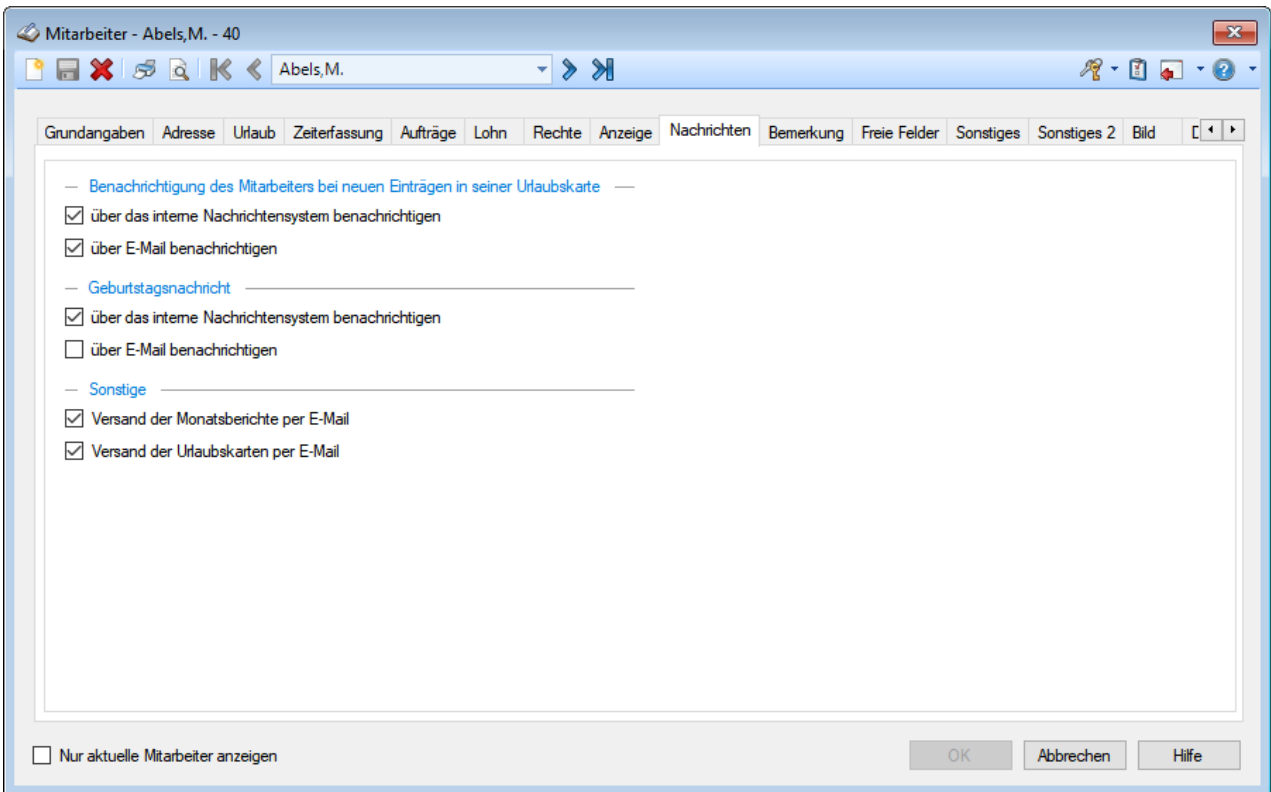 Mitarbeiter - Abels,M. - 40
Abels,M.
Grundangaben Adresse Urlaub Zeiterfassung Aufträge Lohn Rechte Anzeige Nachrichten Bemerkung Freie Felder Sonstiges Sonstiges 2 Bild
Benachrichtigung des Mitarbeiters bei neuen Einträgen in seiner Urlaubskarte
über das interne Nachrichtensystem benachrichtigen
über E-Mail benachrichtigen
Geburtstagsnachricht
über das interne Nachrichtensystem benachrichtigen
über E-Mail benachrichtigen
Sonstige
Versand der Monatsberichte per E-Mail
Versand der Urlaubskarten per E-Mail
Nur aktuelle Mitarbeiter anzeigen OK Abbrechen Hilfe